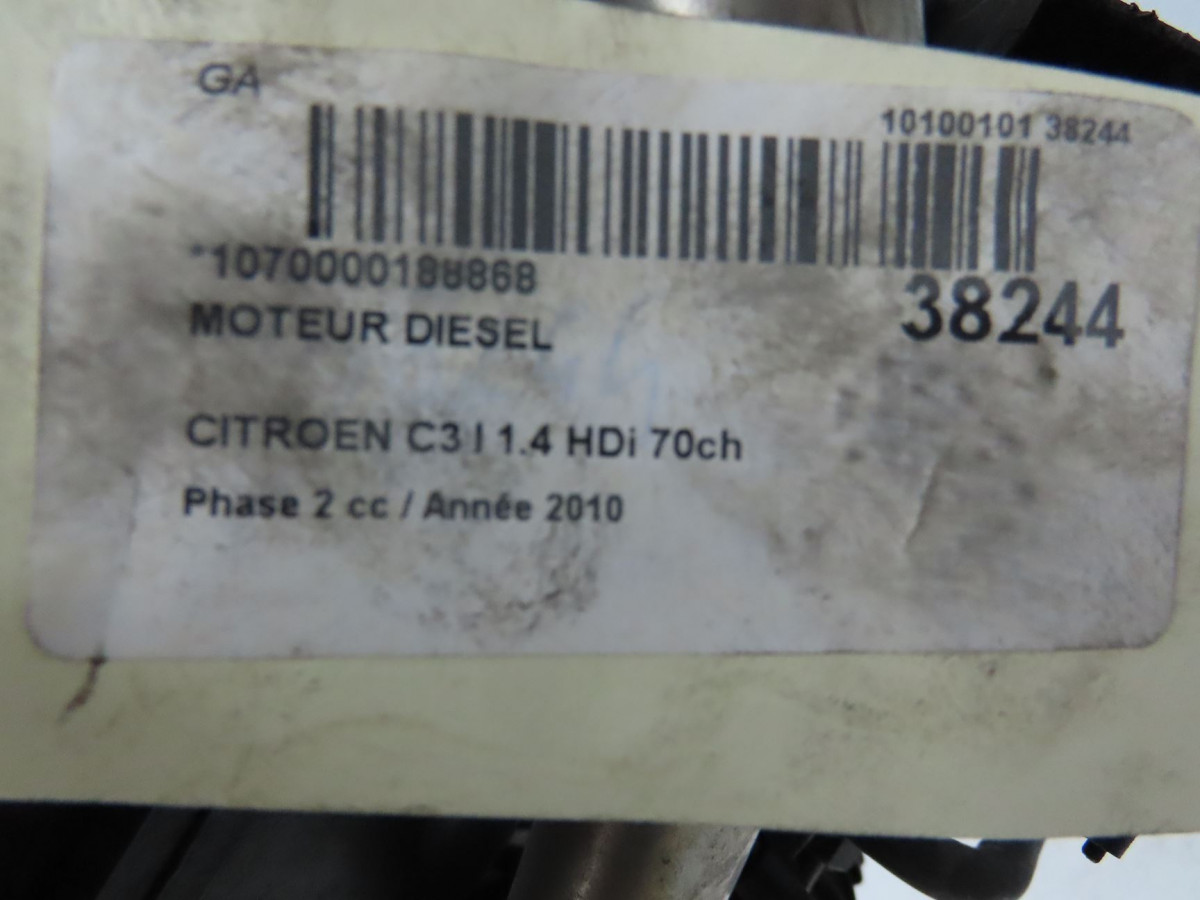 GA
10100101 38244
*1070000188868
38244
MOTEUR DIESEL
CITROEN C3 I 1.4 HDi 70ch
Phase 2 cc / Année 2010